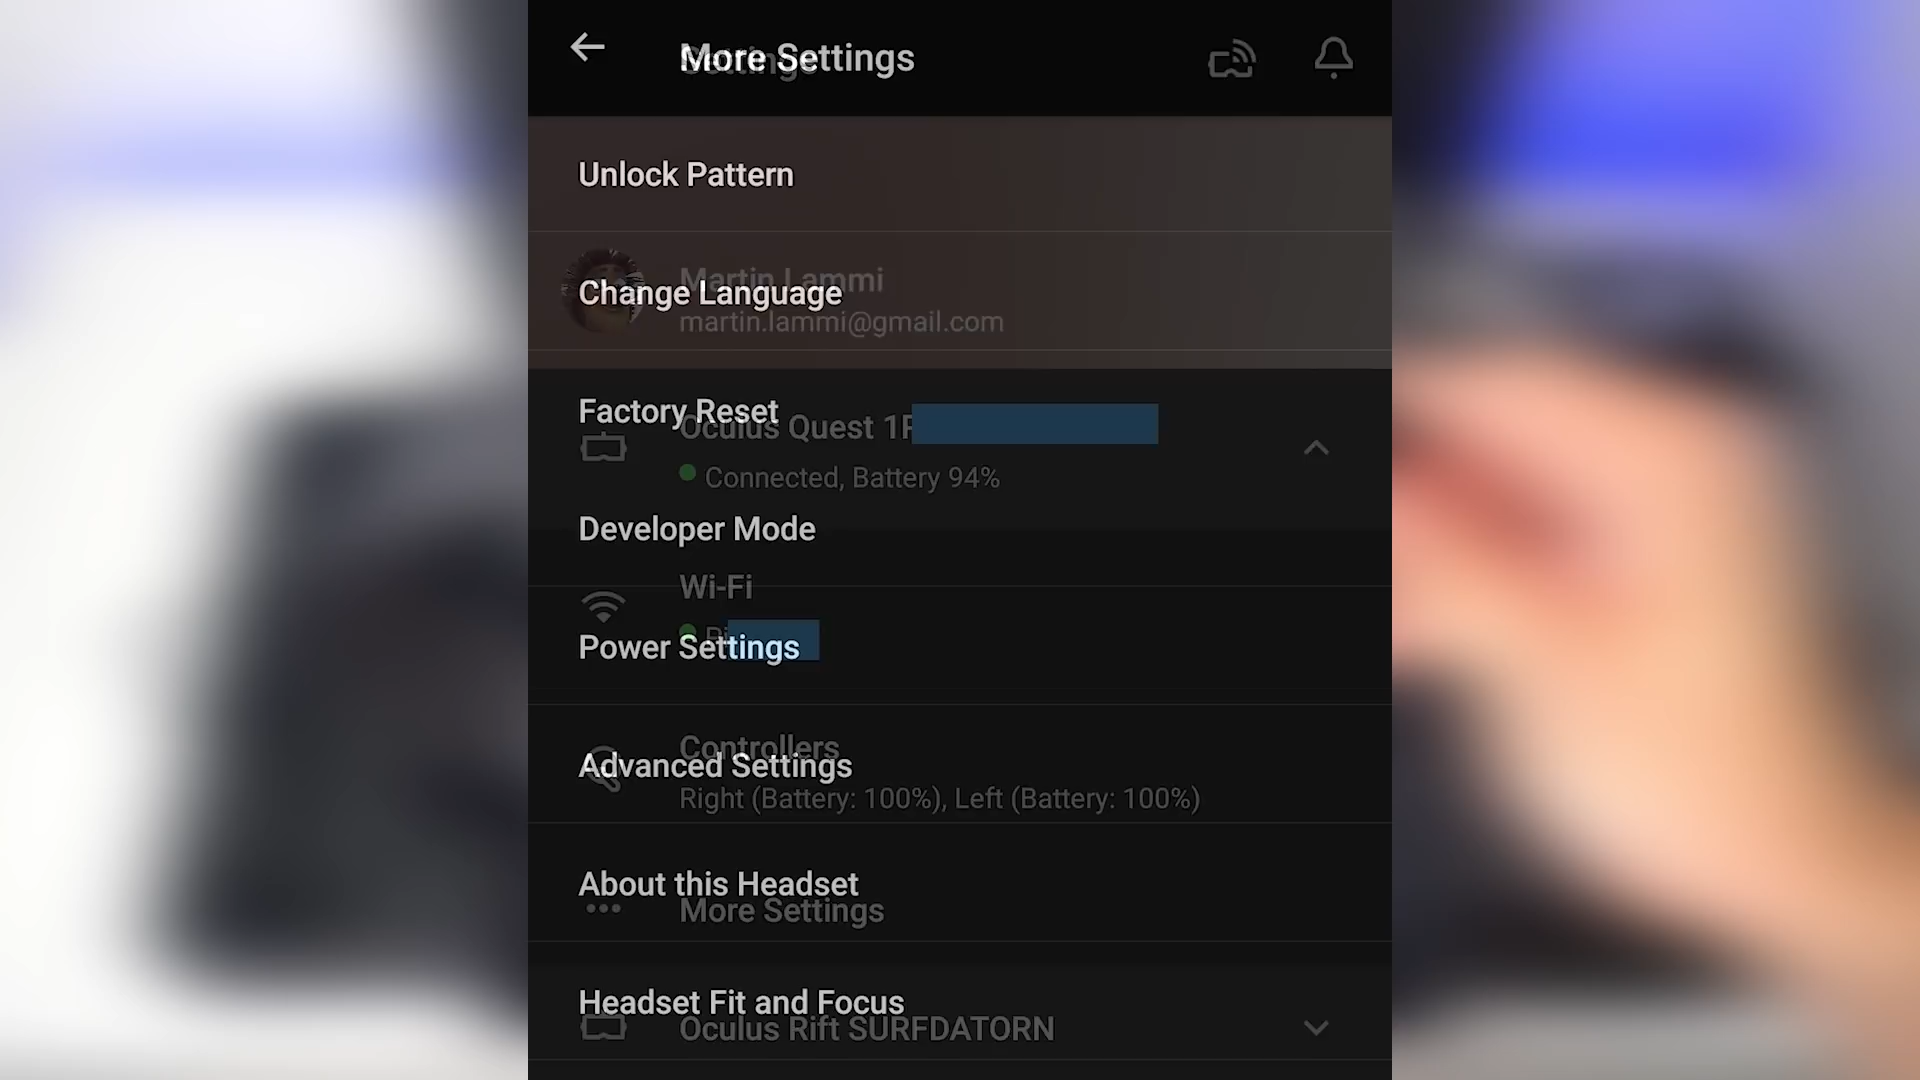 More Settings
Settings
Unlock Pattern
Martin Lammi
Change Language
martin.lammi@gmail.com
Factory Reset
Oculus Quest
Connected, Battery 94%
Developer Mode
Wi-Fi
Power Settings
Controllers
Advanced Settings
Right (Battery: 100%), Left (Battery: 100%)
About this Headset
More Settings
Headset Fit and Focus
Oculus Rift SURFDATORN